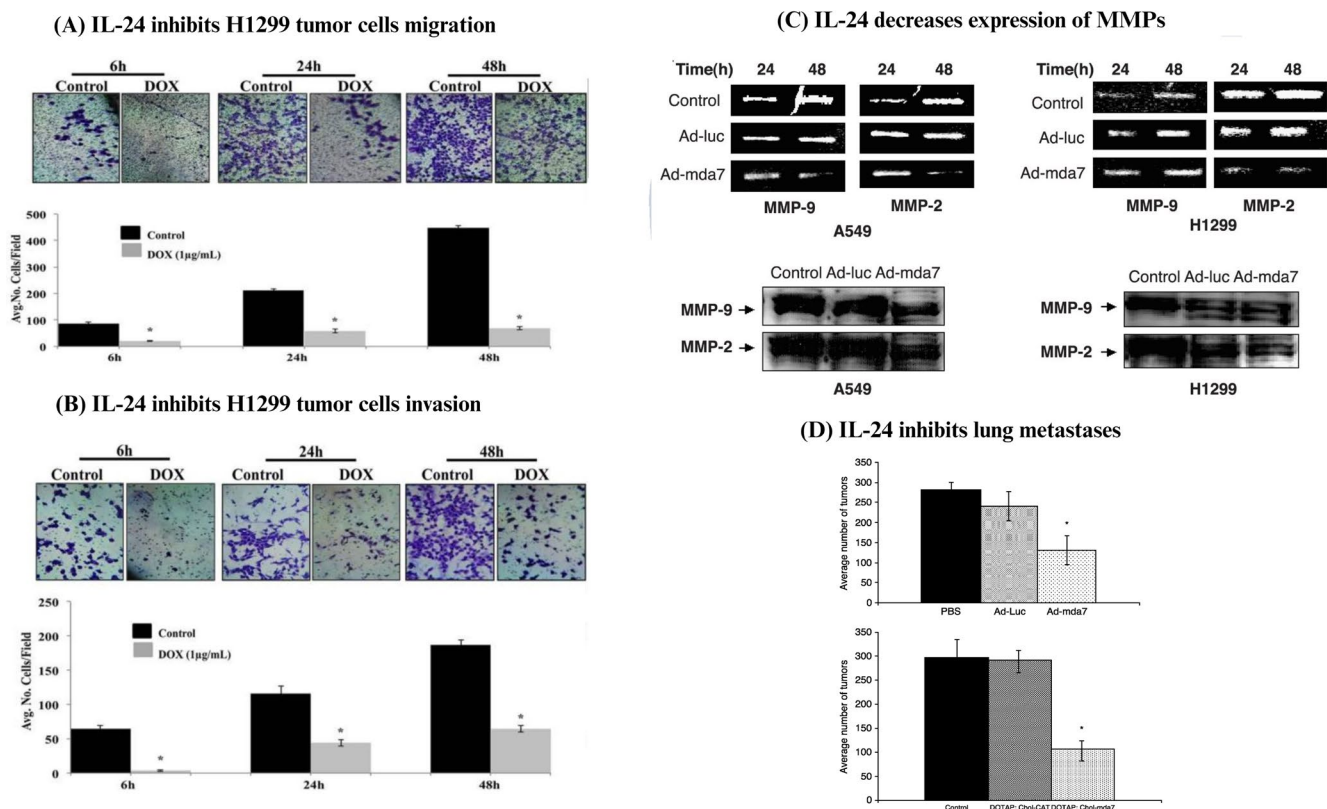 (A) IL-24 inhibits H1299 tumor cells migration
6h 24h 48h
Control DOX Control DOX Control DOX
Avg.No. Cells/Field
500
400
300
200
100
0
Control
DOX (1µg/mL)
* * *
6h 24h 48h
(B) IL-24 inhibits H1299 tumor cells invasion
6h 24h 48h
Control DOX Control DOX Control DOX
Avg. No. Cells/Field
250
200
150
100
50
0
Control
DOX (1µg/mL)
* * *
6h 24h 48h
(C) IL-24 decreases expression of MMPs
Time(h) 24 48 24 48
Control
Ad-luc
Ad-mda7
MMP-9 MMP-2
A549
Time(h) 24 48 24 48
Control
Ad-luc
Ad-mda7
MMP-9 MMP-2
H1299
Control Ad-luc Ad-mda7
MMP-9
MMP-2
A549
Control Ad-luc Ad-mda7
MMP-9
MMP-2
H1299
(D) IL-24 inhibits lung metastases
Average number of tumors
350
300
250
200
150
100
50
0
*
PBS Ad-Luc Ad-mda7
Average number of tumors
350
300
250
200
150
100
50
0
*
Control DOTAP: Chol-CAT DOTAP: Chol-mda7